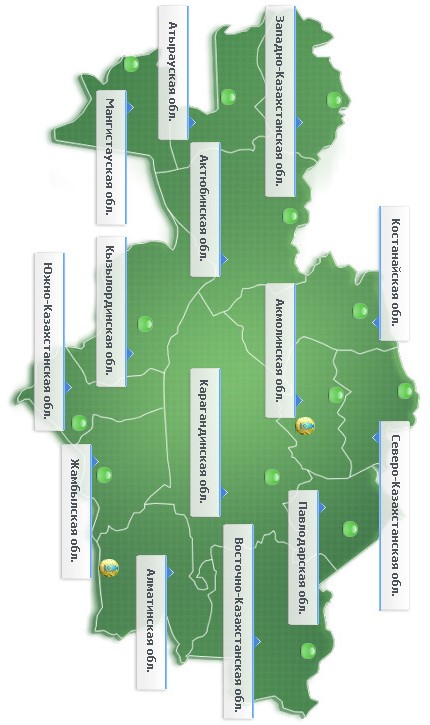 Западно-Казахстанская обл.
Атырауская обл.
Мангистауская обл.
Актюбинская обл.
Костанайская обл.
Кызылординская обл.
Южно-Казахстанская обл.
Акмолинская обл.
Карагандинская обл.
Северо-Казахстанская обл.
Жамбылская обл.
Павлодарская обл.
Восточно-Казахстанская обл.
Алматинская обл.